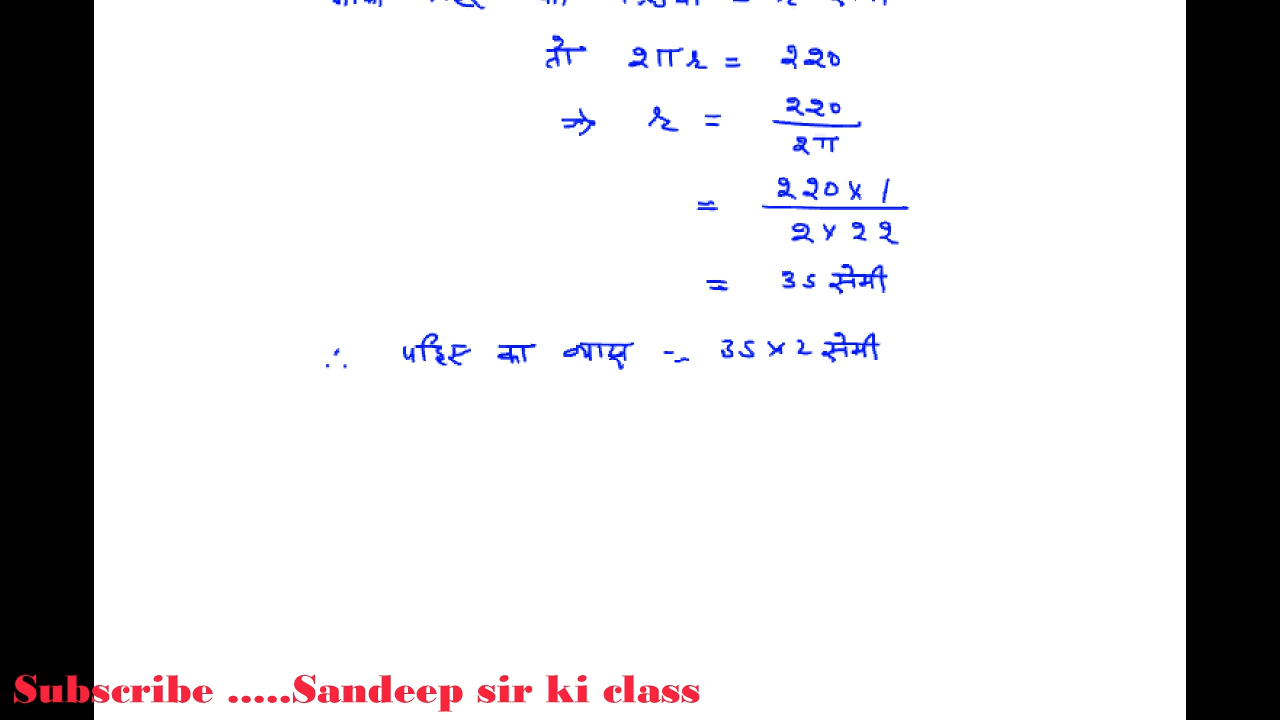 तो 2πr = 220
⇒ r = 220
2π
= 220 × 1
2 × 22
= 35 सेमी
∴ पहिए का व्यास = 35 × 2 सेमी
Subscribe .....Sandeep sir ki class